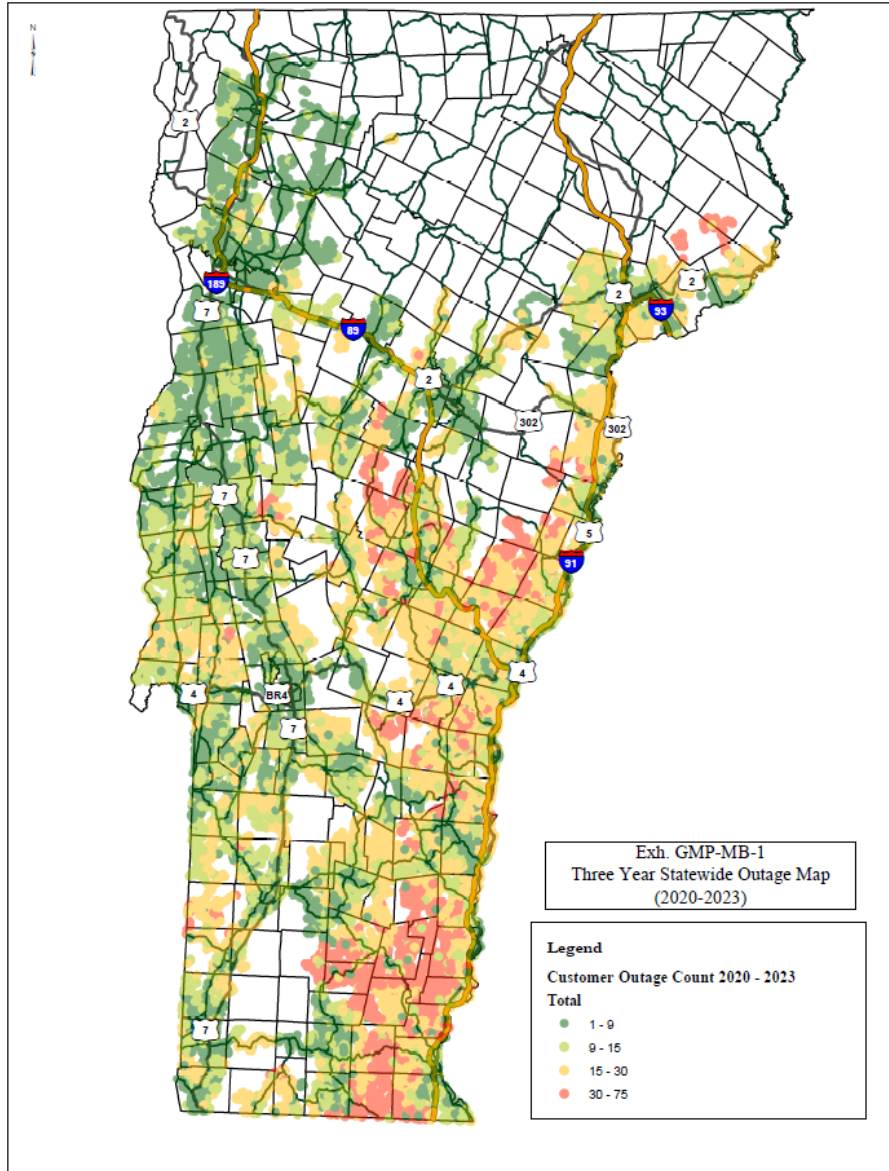 N
2
189
7
89
2
2
2
93
302
302
7
5
7
91
4
4
4
4
BR4
7
7
Exh. GMP-MB-1
Three Year Statewide Outage Map
(2020-2023)
Legend
Customer Outage Count 2020 - 2023
Total
1 - 9
9 - 15
15 - 30
30 - 75